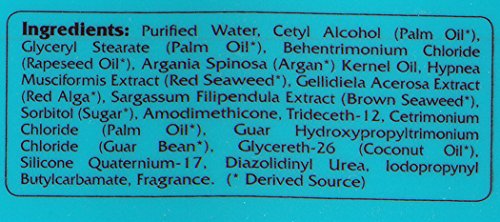 Ingredients: Purified Water, Cetyl Alcohol (Palm Oil*),
Glyceryl Stearate (Palm Oil*), Behentrimonium Chloride
(Rapeseed Oil*), Argania Spinosa (Argan*) Kernel Oil, Hypnea
Musciformis Extract (Red Seaweed*), Gellidiela Acerosa Extract
(Red Alga*), Sargassum Filipendula Extract (Brown Seaweed*),
Sorbitol (Sugar*), Amodimethicone, Trideceth-12, Cetrimonium
Chloride (Palm Oil*), Guar Hydroxypropyltrimonium
Chloride (Guar Bean*), Glycereth-26 (Coconut Oil*),
Silicone Quaternium-17, Diazolidinyl Urea, Iodopropynyl
Butylcarbamate, Fragrance. (* Derived Source)